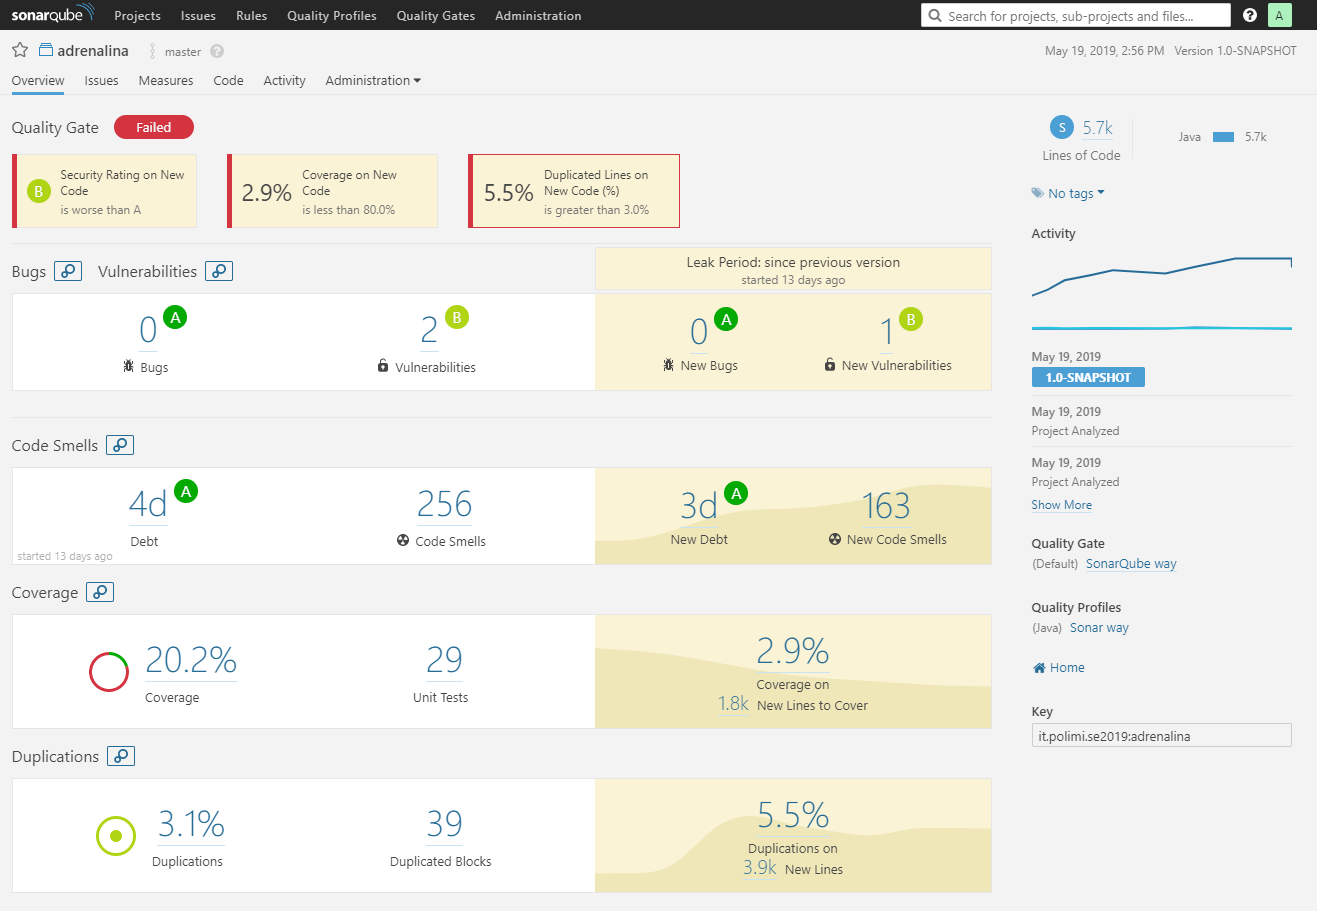 sonarqube Projects Issues Rules Quality Profiles Quality Gates Administration Search for projects, sub-projects and files... ? A
adrenalina master ? May 19, 2019, 2:56 PM Version 1.0-SNAPSHOT
Overview Issues Measures Code Activity Administration
Quality Gate Failed
B Security Rating on New
Code
is worse than A
2.9% Coverage on New
Code
is less than 80.0%
5.5% Duplicated Lines on
New Code (%)
is greater than 3.0%
Bugs Vulnerabilities
Leak Period: since previous version
started 13 days ago
0 A
Bugs
2 B
Vulnerabilities
0 A
New Bugs
1 B
New Vulnerabilities
Code Smells
4d A
Debt
started 13 days ago
256
Code Smells
3d A
New Debt
163
New Code Smells
Coverage
20.2%
Coverage
29
Unit Tests
2.9%
Coverage on
1.8k New Lines to Cover
Duplications
3.1%
Duplications
39
Duplicated Blocks
5.5%
Duplications on
3.9k New Lines
S 5.7k
Lines of Code
Java 5.7k
No tags
Activity
May 19, 2019
1.0-SNAPSHOT
May 19, 2019
Project Analyzed
May 19, 2019
Project Analyzed
Show More
Quality Gate
(Default) SonarQube way
Quality Profiles
(Java) Sonar way
Home
Key
it.polimi.se2019:adrenalina